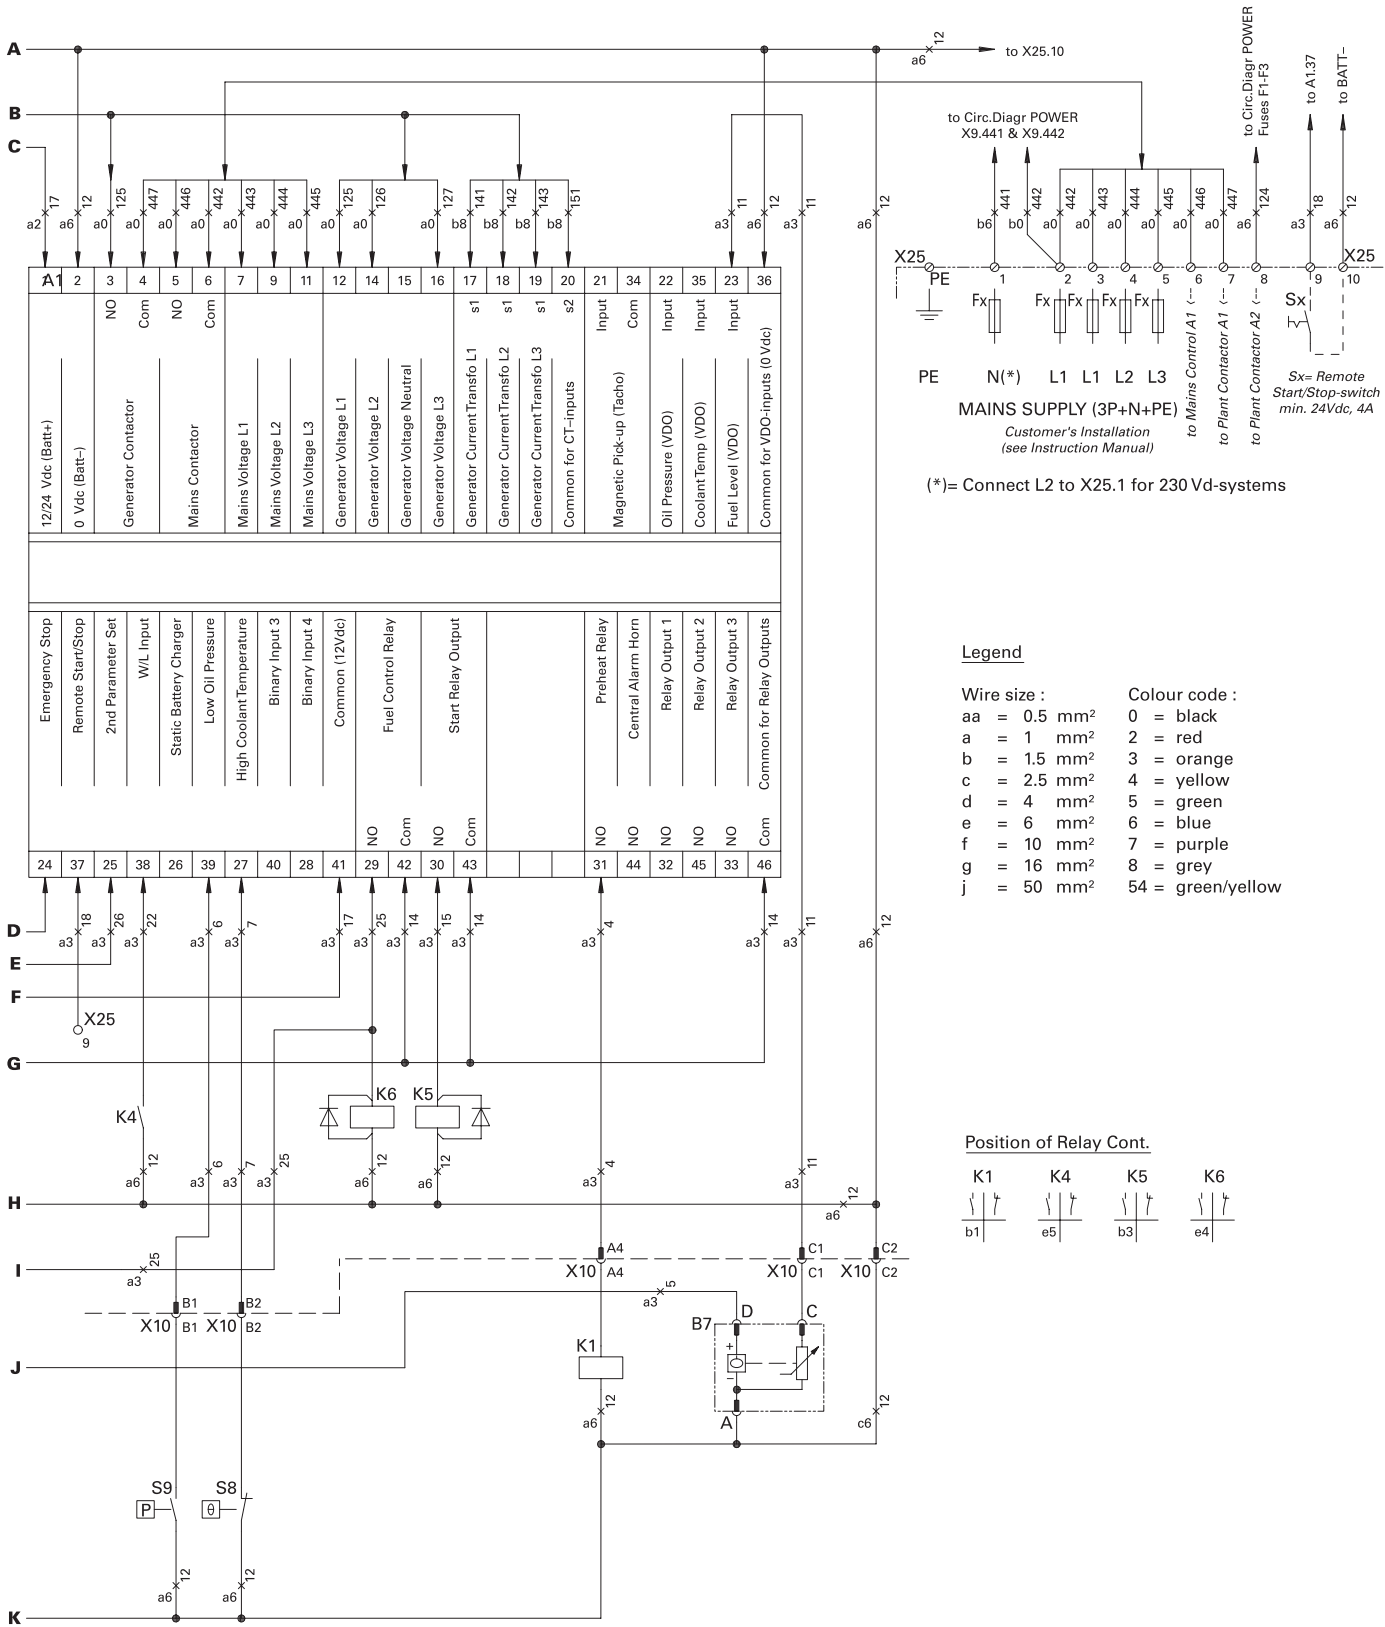 A
12
a6
to X25.10
B
C
17
12
125
447
446
442
443
444
445
125
126
127
141
142
143
151
11
12
11
12
a2
a6
a0
a0
a0
a0
a0
a0
a0
a0
a0
a0
b8
b8
b8
b8
a3
a6
a3
a6
to Circ.Diagr POWER
X9.441 & X9.442
to Circ.Diagr POWER
Fuses F1-F3
to A1.37
to BATT–
441
442
442
443
444
445
446
447
124
18
12
b6
b0
a0
a0
a0
a0
a0
a0
a6
a3
a6
X25
X25
PE
1
2
3
4
5
6
7
8
9
10
Fx
Fx
Fx
Fx
Fx
Sx
to Mains Control A1
to Plant Contactor A1
to Plant Contactor A2
PE
N(*)
L1
L1
L2
L3
MAINS SUPPLY (3P+N+PE)
Customer's Installation
(see Instruction Manual)
Sx= Remote
Start/Stop-switch
min. 24Vdc, 4A
(*)= Connect L2 to X25.1 for 230 Vd-systems
A1
1
2
3
4
5
6
7
9
11
12
14
15
16
17
18
19
20
21
34
22
35
23
36
NO
Com
NO
Com
s1
s1
s1
s2
Input
Com
Input
Input
Input
12/24 Vdc (Batt+)
0 Vdc (Batt–)
Generator Contactor
Mains Contactor
Mains Voltage L1
Mains Voltage L2
Mains Voltage L3
Generator Voltage L1
Generator Voltage L2
Generator Voltage Neutral
Generator Voltage L3
Generator Current Transfo L1
Generator Current Transfo L2
Generator Current Transfo L3
Common for CT–inputs
Magnetic Pick-up (Tacho)
Oil Pressure (VDO)
Coolant Temp (VDO)
Fuel Level (VDO)
Common for VDO-inputs (0 Vdc)
Emergency Stop
Remote Start/Stop
2nd Parameter Set
W/L Input
Static Battery Charger
Low Oil Pressure
High Coolant Temperature
Binary Input 3
Binary Input 4
Common (12Vdc)
Fuel Control Relay
Start Relay Output
Preheat Relay
Central Alarm Horn
Relay Output 1
Relay Output 2
Relay Output 3
Common for Relay Outputs
NO
Com
NO
Com
NO
NO
NO
NO
NO
Com
24
37
25
38
26
39
27
40
28
41
29
42
30
43
31
44
32
45
33
46
Legend
Wire size :
Colour code :
aa = 0.5 mm²
0 = black
a = 1 mm²
2 = red
b = 1.5 mm²
3 = orange
c = 2.5 mm²
4 = yellow
d = 4 mm²
5 = green
e = 6 mm²
6 = blue
f = 10 mm²
7 = purple
g = 16 mm²
8 = grey
j = 50 mm²
54 = green/yellow
D
18
26
22
6
7
17
25
14
15
14
4
14
11
12
a3
a3
a3
a3
a3
a3
a3
a3
a3
a3
a3
a3
a3
a6
E
F
X25
9
G
K4
K6
K5
12
6
7
25
12
12
4
11
a6
a3
a3
a3
a6
a6
a3
a3
H
12
a6
Position of Relay Cont.
K1
K4
K5
K6
b1
e5
b3
e4
I
25
a3
A4
X10
A4
C1
X10
C1
C2
X10
C2
B1
X10
B1
B2
X10
B2
5
a3
D
C
B7
+
–
A
J
K1
12
a6
12
c6
S9
P
S8
θ
12
a6
12
a6
K